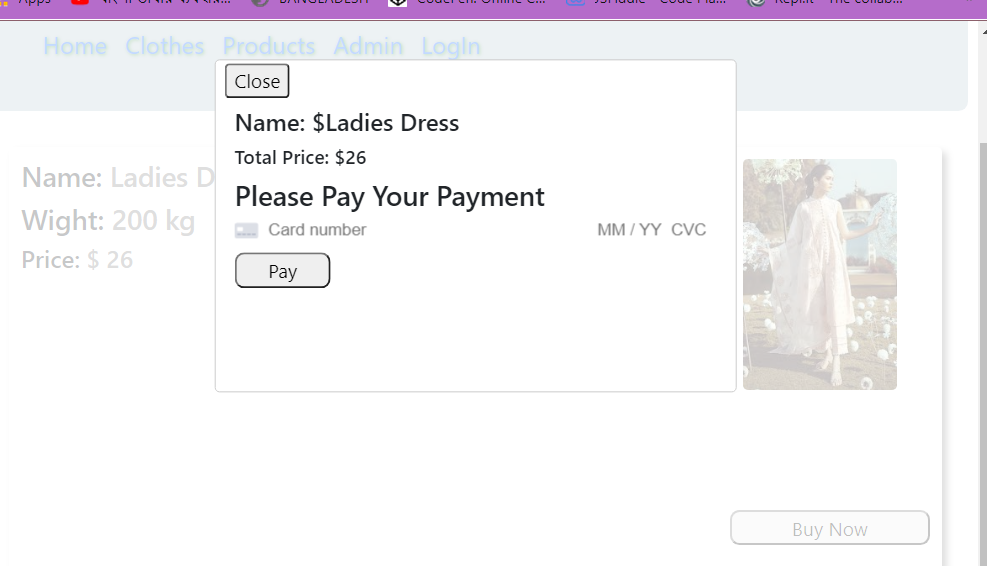 Apps
BANGLADESH
CodePen: Online C...
JSFiddle - Code Pla...
Repl.it - The collab...
Home Clothes Products Admin LogIn
Close
Name: $Ladies Dress
Total Price: $26
Please Pay Your Payment
Card number MM / YY CVC
Pay
Name: Ladies D
Wight: 200 kg
Price: $ 26
Buy Now